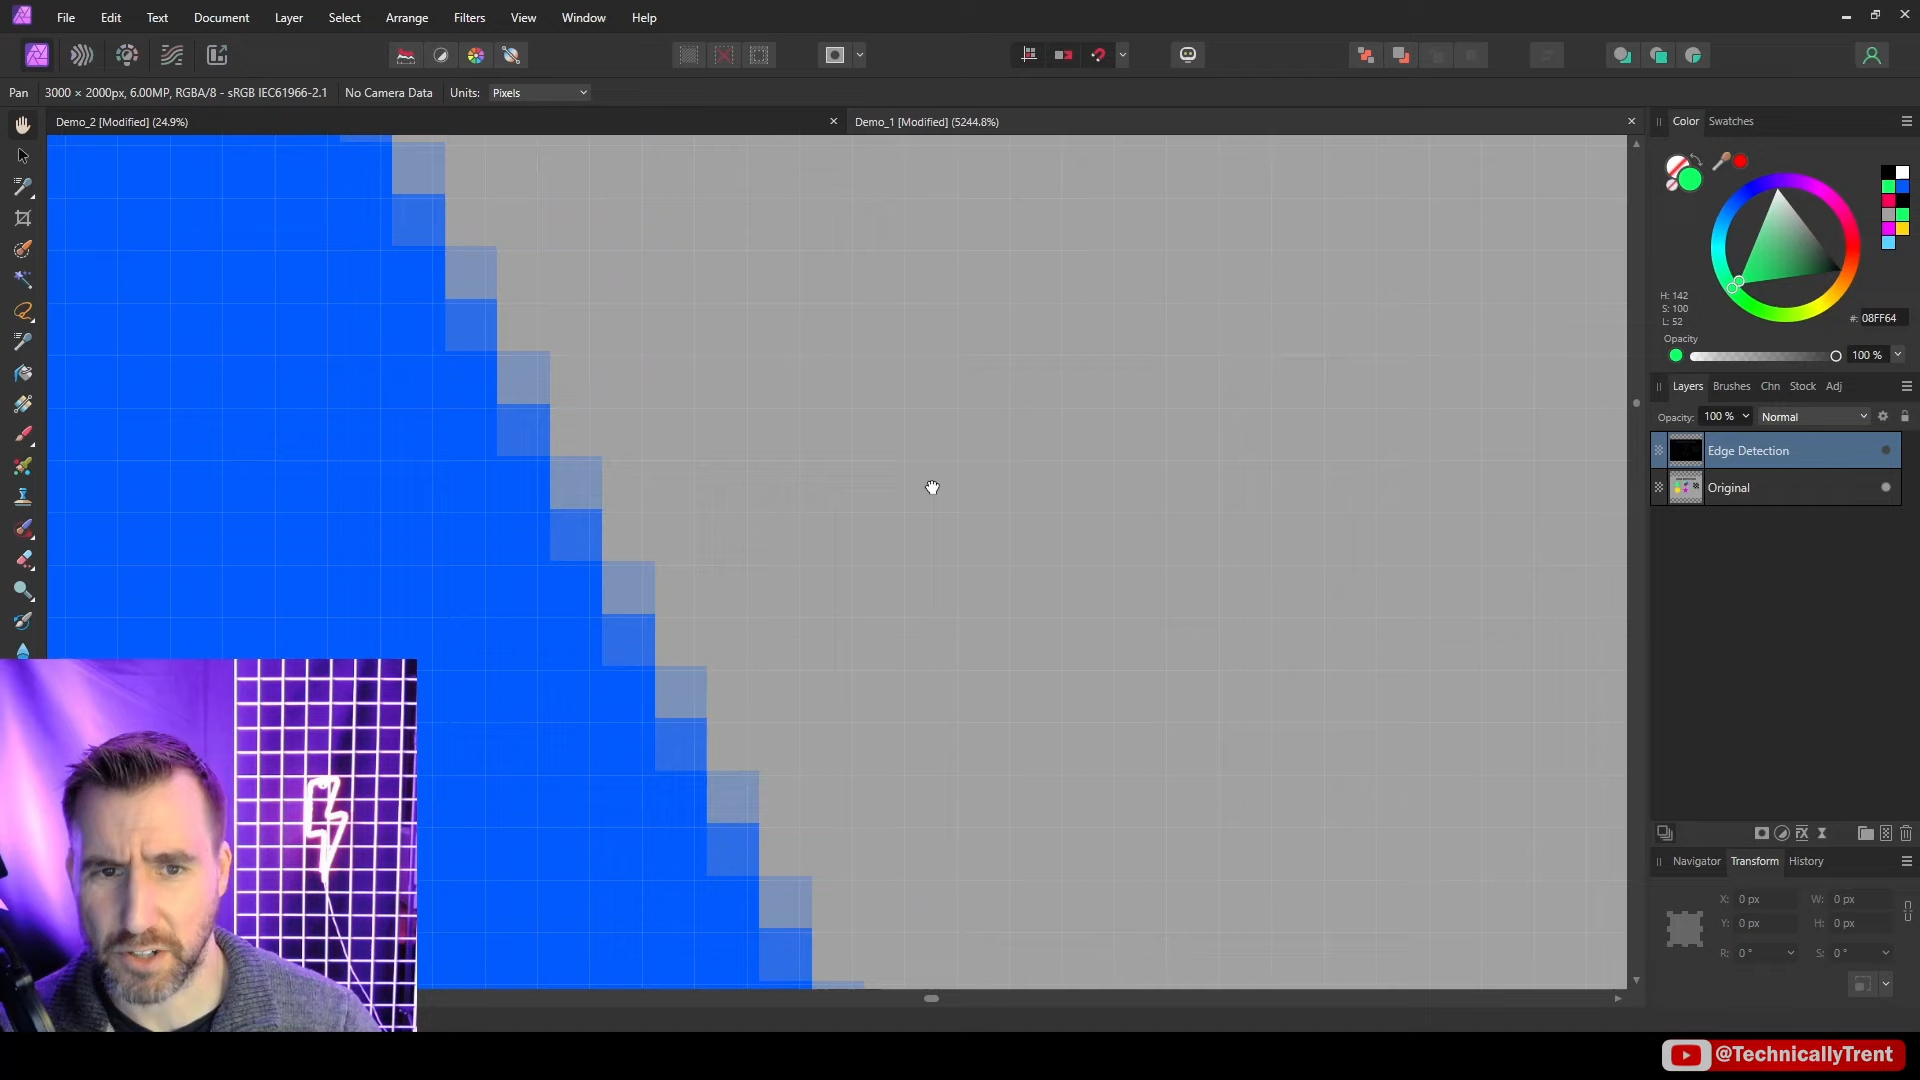 File Edit Text Document Layer Select Arrange Filters View Window Help
Pan 3000 × 2000px, 6.00MP, RGBA/8 - sRGB IEC61966-2.1 No Camera Data Units: Pixels
Demo_2 [Modified] (24.9%) Demo_1 [Modified] (5244.8%)
Color Swatches
H: 142
S: 100
L: 52
#: 08FF64
Opacity
100 %
Layers Brushes Chn Stock Adj
Opacity: 100 % Normal
Edge Detection
Original
Navigator Transform History
X: 0 px W: 0 px
Y: 0 px H: 0 px
R: 0 ° S: 0 °
@TechnicallyTrent